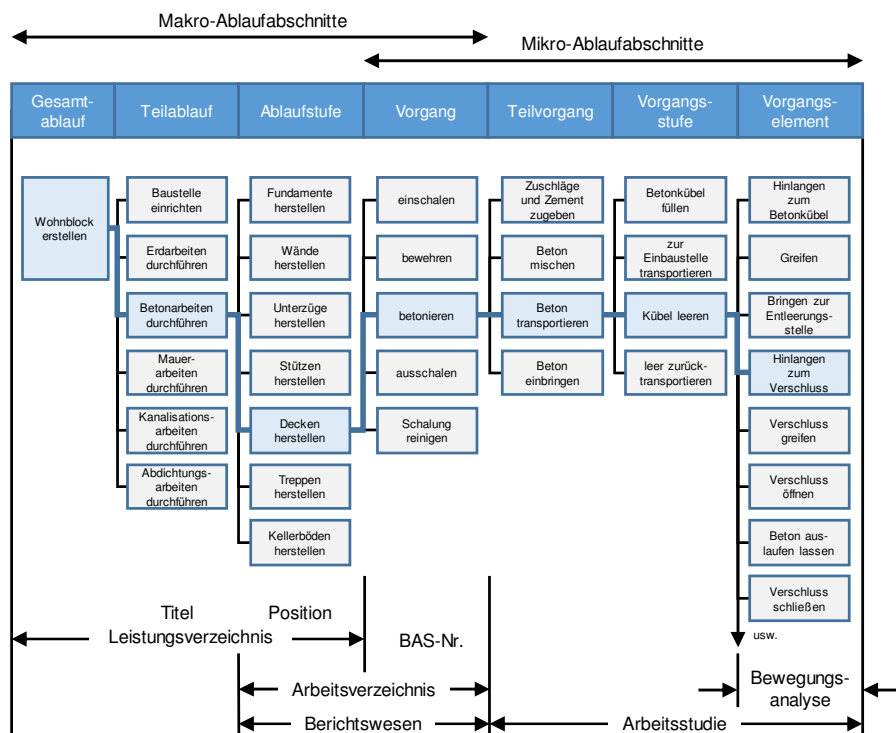 Makro-Ablaufabschnitte
Mikro-Ablaufabschnitte
Gesamt-
ablauf
Teilablauf
Ablaufstufe
Vorgang
Teilvorgang
Vorgangs-
stufe
Vorgangs-
element
Wohnblock
erstellen
Baustelle
einrichten
Erdarbeiten
durchführen
Betonarbeiten
durchführen
Mauer-
arbeiten
durchführen
Kanalisations-
arbeiten
durchführen
Abdichtungs-
arbeiten
durchführen
Fundamente
herstellen
Wände
herstellen
Unterzüge
herstellen
Stützen
herstellen
Decken
herstellen
Treppen
herstellen
Kellerböden
herstellen
einschalen
bewehren
betonieren
ausschalen
Schalung
reinigen
Zuschläge
und Zement
zugeben
Beton
mischen
Beton
transportieren
Beton
einbringen
Betonkübel
füllen
zur
Einbaustelle
transportieren
Kübel leeren
leer zurück-
transportieren
Hinlangen
zum
Betonkübel
Greifen
Bringen zur
Entleerungs-
stelle
Hinlangen
zum
Verschluss
Verschluss
greifen
Verschluss
öffnen
Beton aus-
laufen lassen
Verschluss
schließen
usw.
Titel
Position
Leistungsverzeichnis
BAS-Nr.
Arbeitsverzeichnis
Bewegungs-
analyse
Berichtswesen
Arbeitsstudie